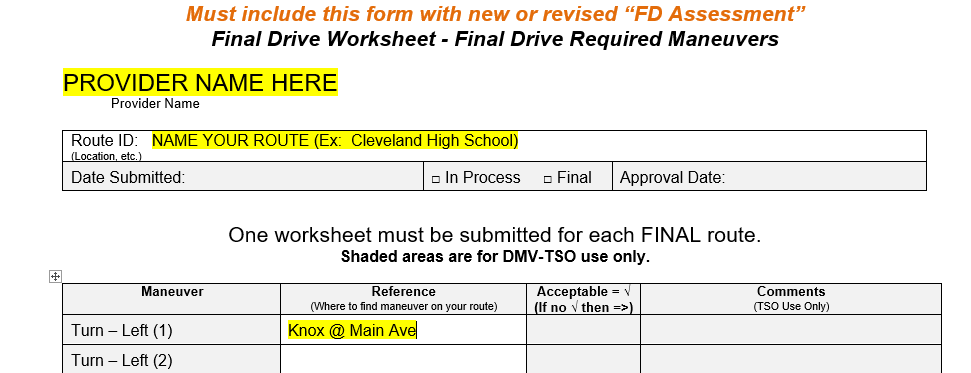 Must include this form with new or revised “FD Assessment”
Final Drive Worksheet - Final Drive Required Maneuvers
PROVIDER NAME HERE
Provider Name
Route ID: NAME YOUR ROUTE (Ex: Cleveland High School)
(Location, etc.)
Date Submitted: □ In Process □ Final Approval Date:
One worksheet must be submitted for each FINAL route.
Shaded areas are for DMV-TSO use only.
Maneuver Reference Acceptable = √ Comments
(Where to find maneuver on your route) (If no √ then =>) (TSO Use Only)
Turn – Left (1) Knox @ Main Ave
Turn – Left (2)